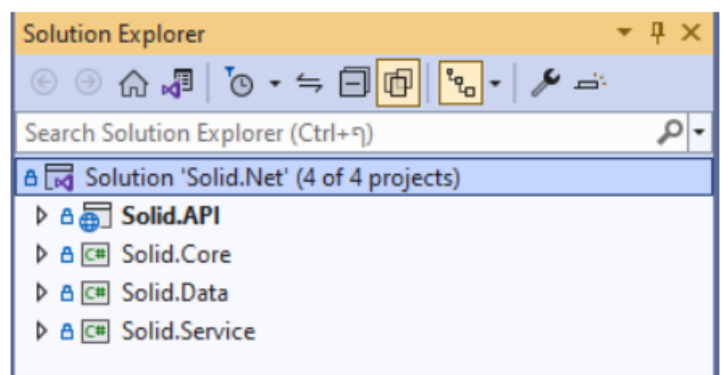 Solution Explorer
Search Solution Explorer (Ctrl+ף)
Solution 'Solid.Net' (4 of 4 projects)
Solid.API
C# Solid.Core
C# Solid.Data
C# Solid.Service